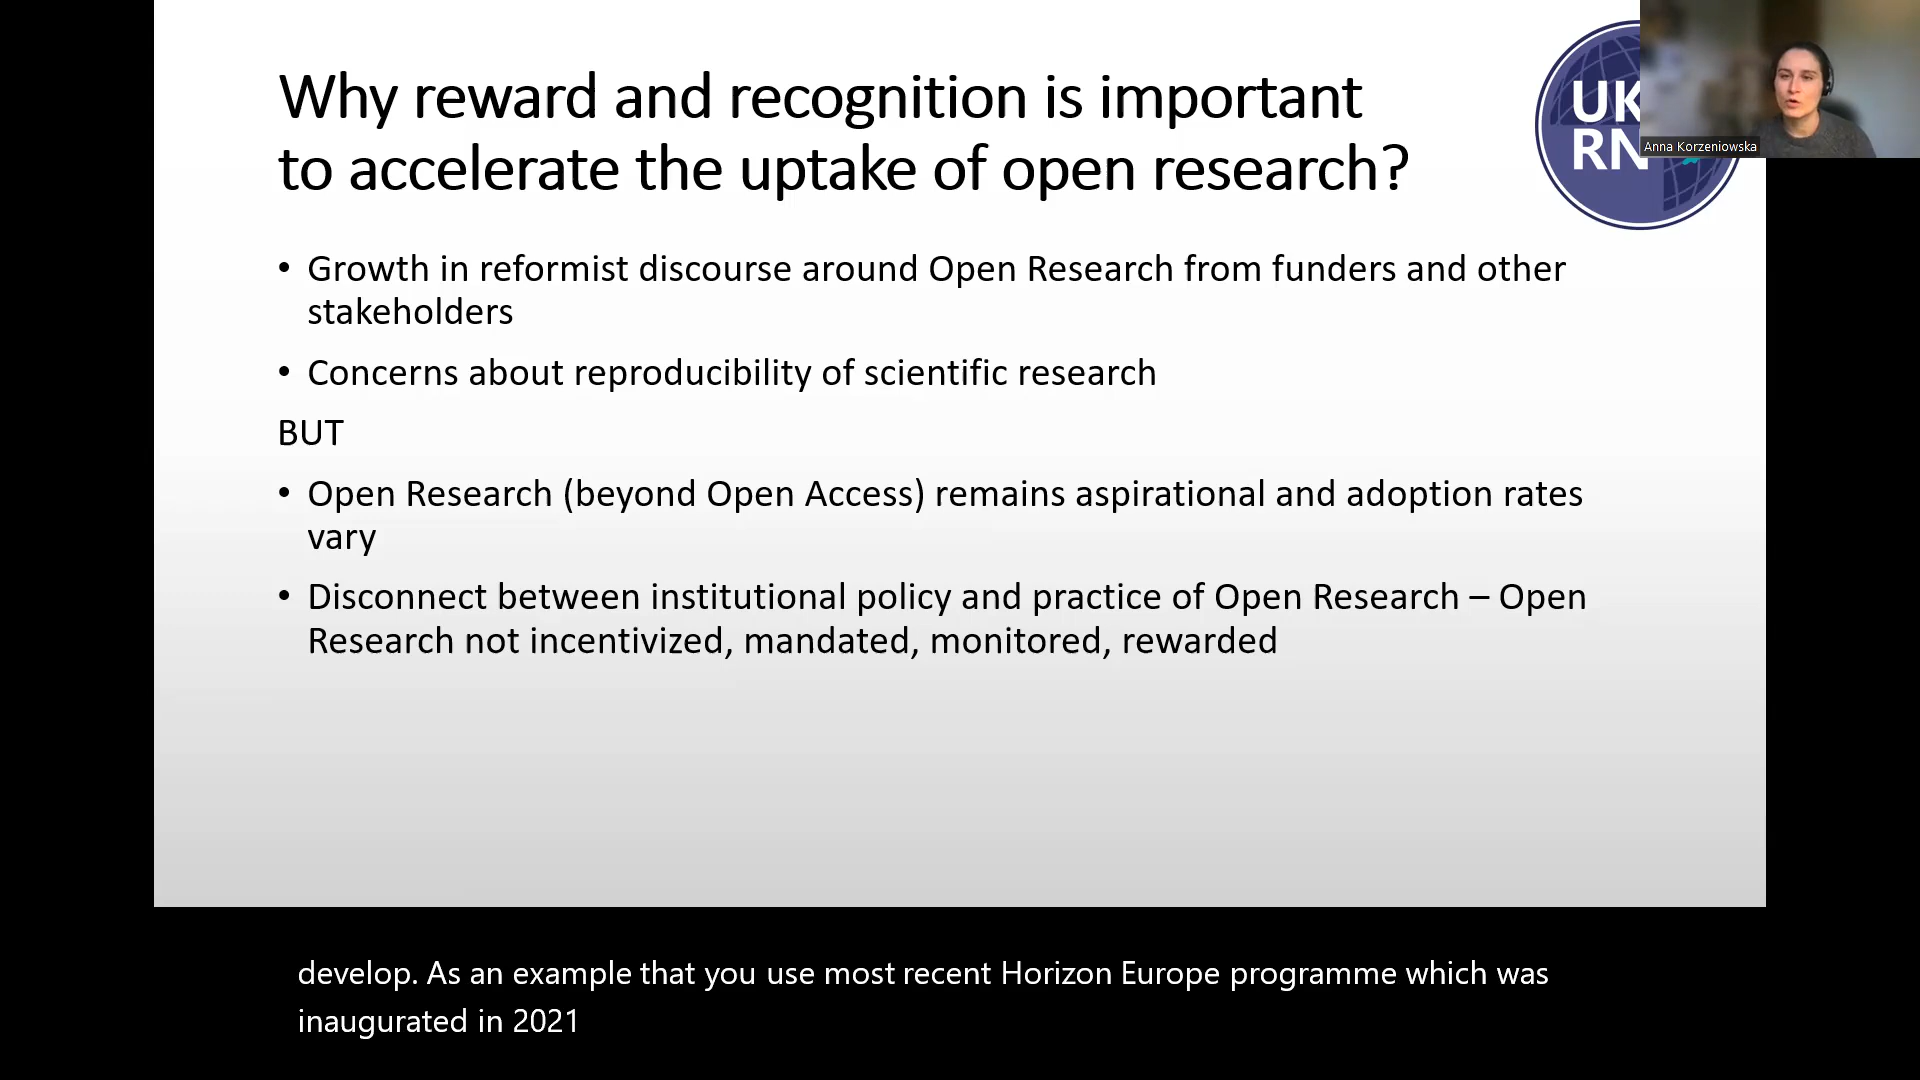 Why reward and recognition is important
to accelerate the uptake of open research?
UK
RN
Anna Korzeniowska
• Growth in reformist discourse around Open Research from funders and other
stakeholders
• Concerns about reproducibility of scientific research
BUT
• Open Research (beyond Open Access) remains aspirational and adoption rates
vary
• Disconnect between institutional policy and practice of Open Research – Open
Research not incentivized, mandated, monitored, rewarded
develop. As an example that you use most recent Horizon Europe programme which was
inaugurated in 2021